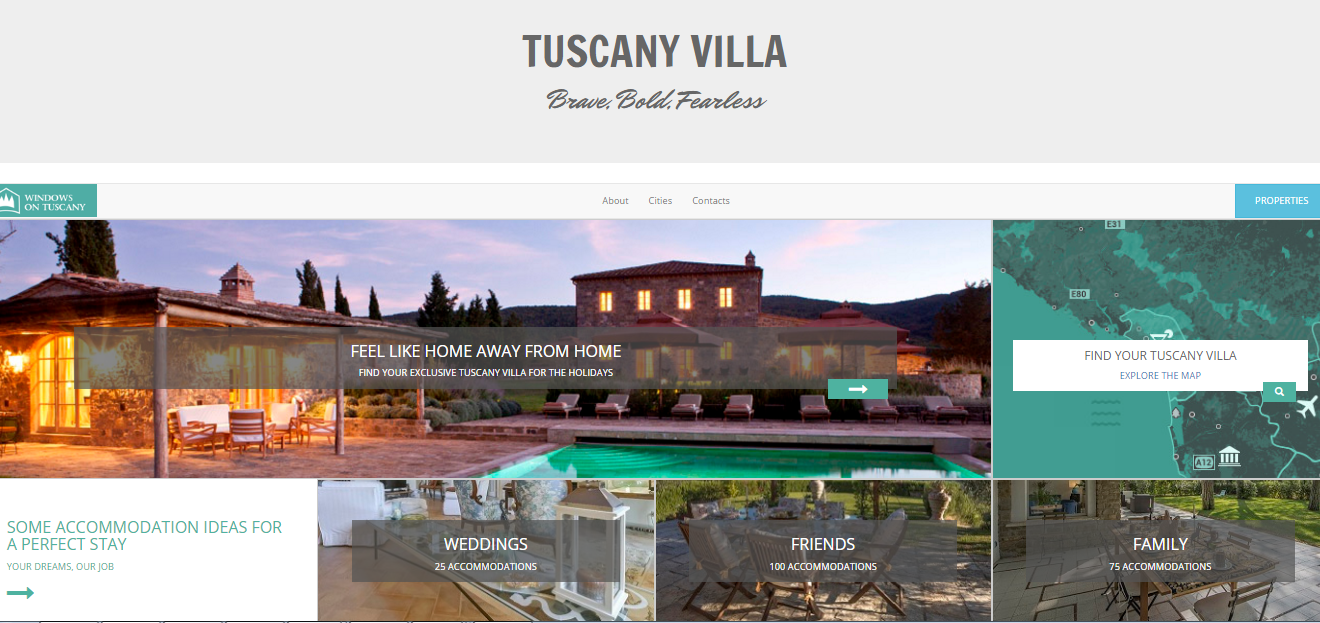 TUSCANY VILLA
Brave, Bold, Fearless
WINDOWS
ON TUSCANY
About
Cities
Contacts
PROPERTIES
FEEL LIKE HOME AWAY FROM HOME
FIND YOUR EXCLUSIVE TUSCANY VILLA FOR THE HOLIDAYS
E31
E80
FIND YOUR TUSCANY VILLA
EXPLORE THE MAP
A12
SOME ACCOMMODATION IDEAS FOR
A PERFECT STAY
YOUR DREAMS, OUR JOB
WEDDINGS
25 ACCOMMODATIONS
FRIENDS
100 ACCOMMODATIONS
FAMILY
75 ACCOMMODATIONS